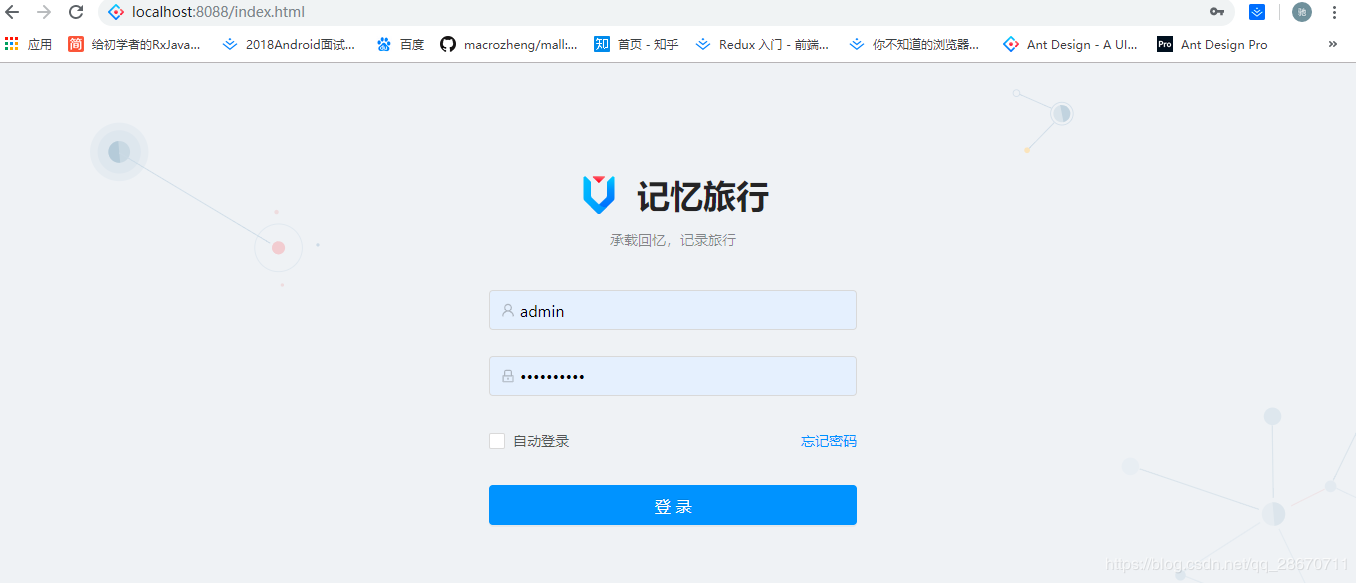 localhost:8088/index.html
驰
应用
简
给初学者的RxJava...
2018Android面试...
百度
macrozheng/mall:...
知
首页 - 知乎
Redux 入门 - 前端...
你不知道的浏览器...
Ant Design - A UI...
Pro
Ant Design Pro
»
记忆旅行
承载回忆，记录旅行
admin
••••••••••
自动登录
忘记密码
登 录
https://blog.csdn.net/qq_28670711